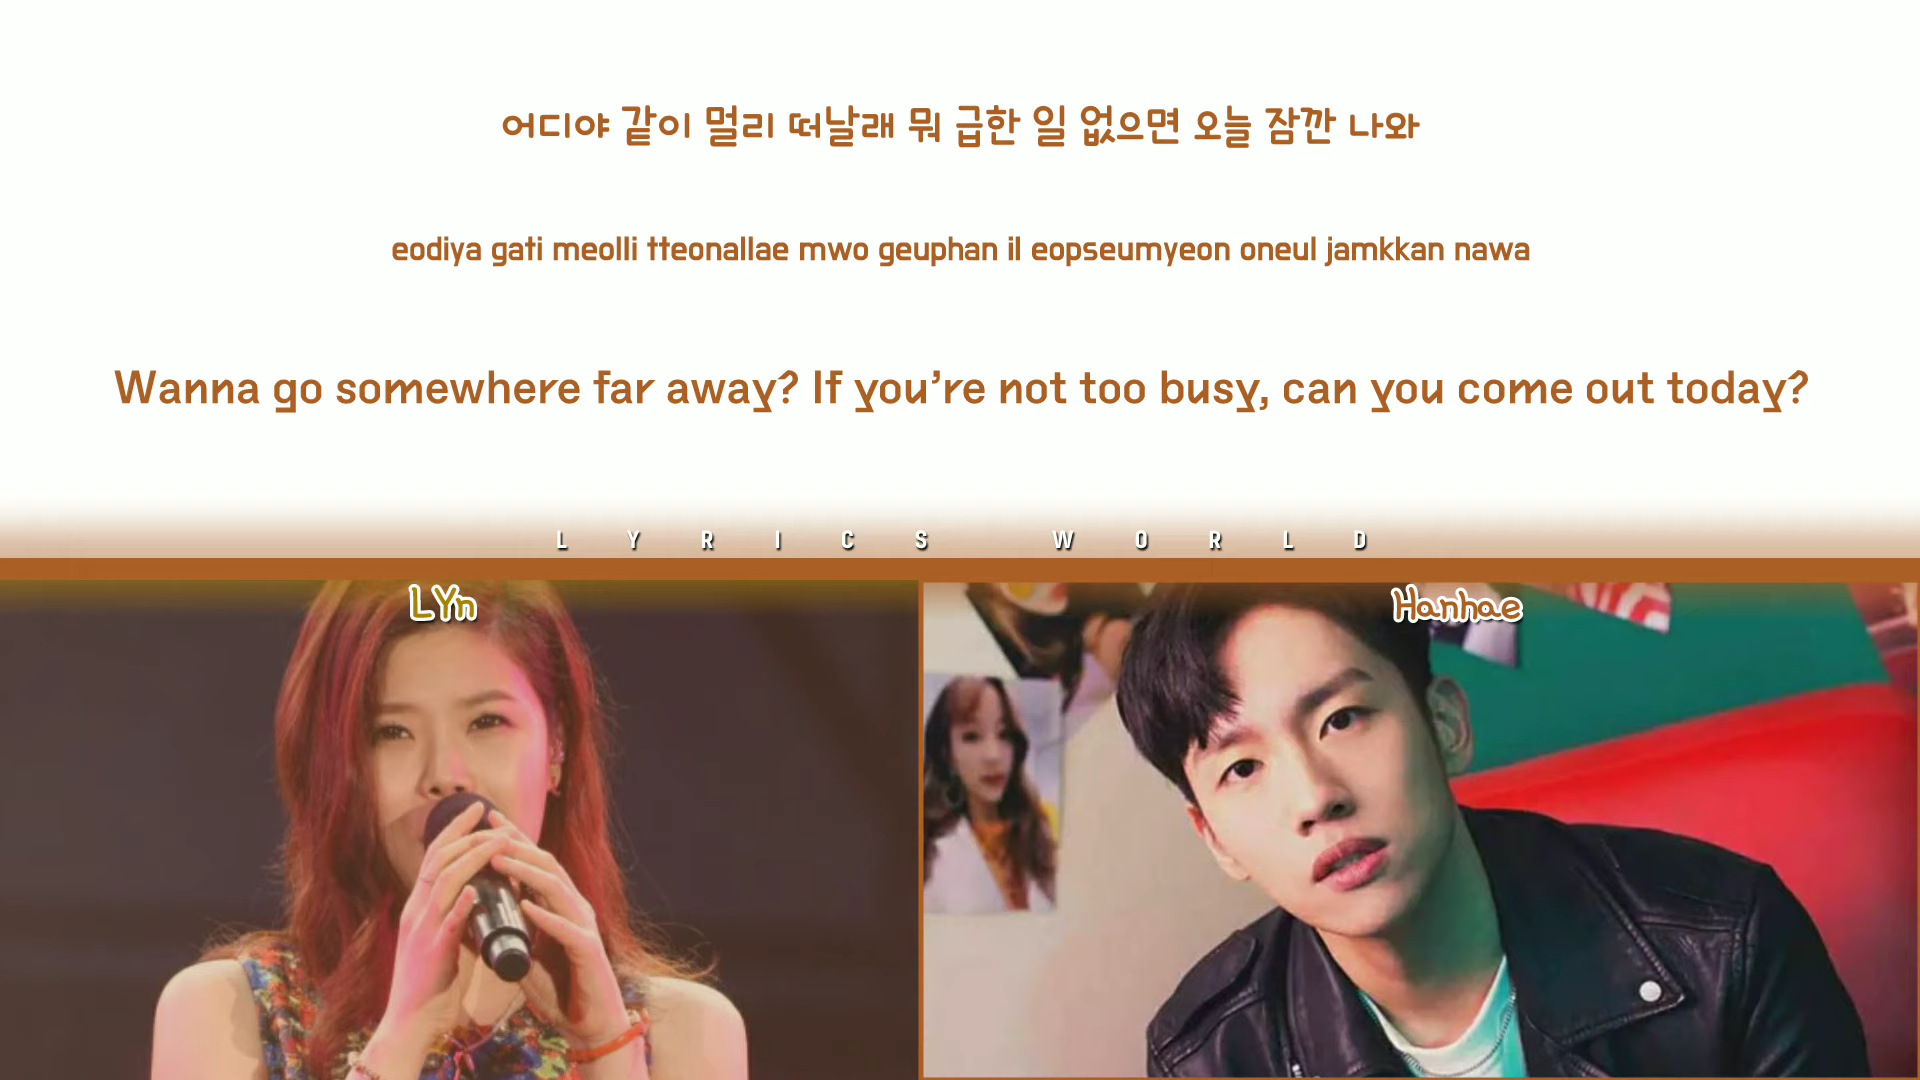 어디야 같이 멀리 떠날래 뭐 급한 일 없으면 오늘 잠깐 나와
eodiya gati meolli tteonallae mwo geuphan il eopseumyeon oneul jamkkan nawa
Wanna go somewhere far away? If you’re not too busy, can you come out today?
LYRICS WORLD
LYn
Hanhae